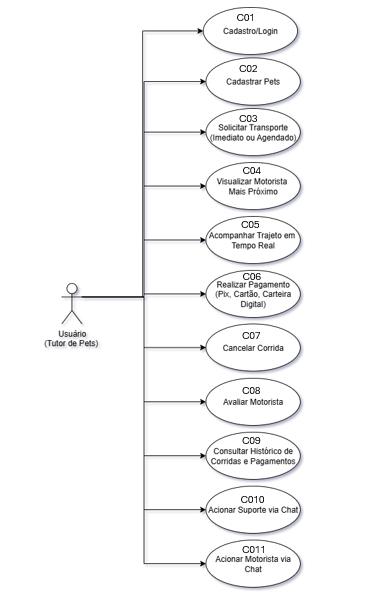 C01
Cadastro/Login
C02
Cadastrar Pets
C03
Solicitar Transporte
(Imediato ou Agendado)
C04
Visualizar Motorista
Mais Próximo
C05
Acompanhar Trajeto em
Tempo Real
C06
Realizar Pagamento
(Pix, Cartão, Carteira
Digital)
Usuário
(Tutor de Pets)
C07
Cancelar Corrida
C08
Avaliar Motorista
C09
Consultar Histórico de
Corridas e Pagamentos
C010
Acionar Suporte via Chat
C011
Acionar Motorista via
Chat